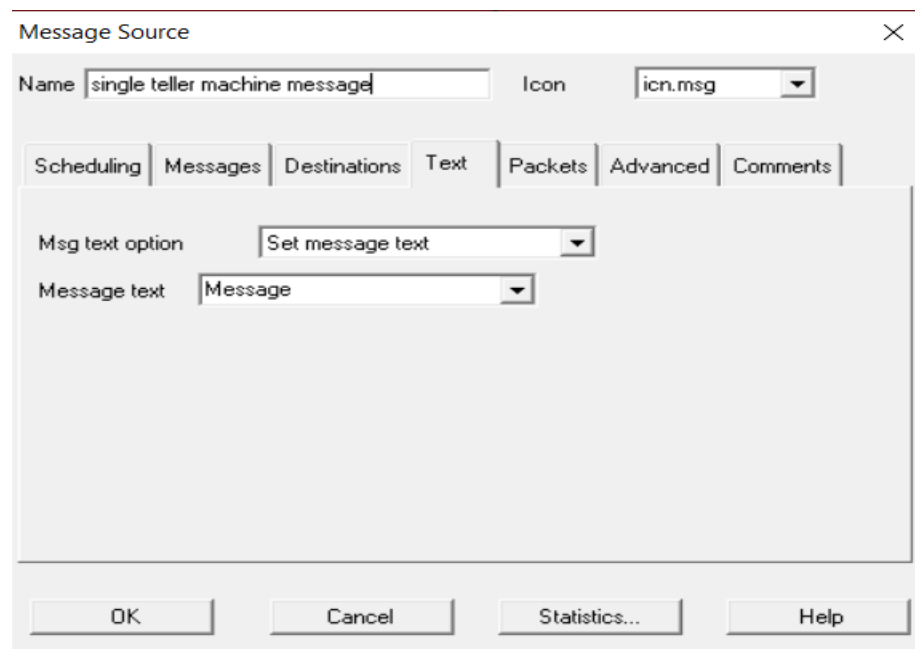 Message Source
Name single teller machine message Icon icn.msg
Scheduling Messages Destinations Text Packets Advanced Comments
Msg text option Set message text
Message text Message
OK Cancel Statistics... Help